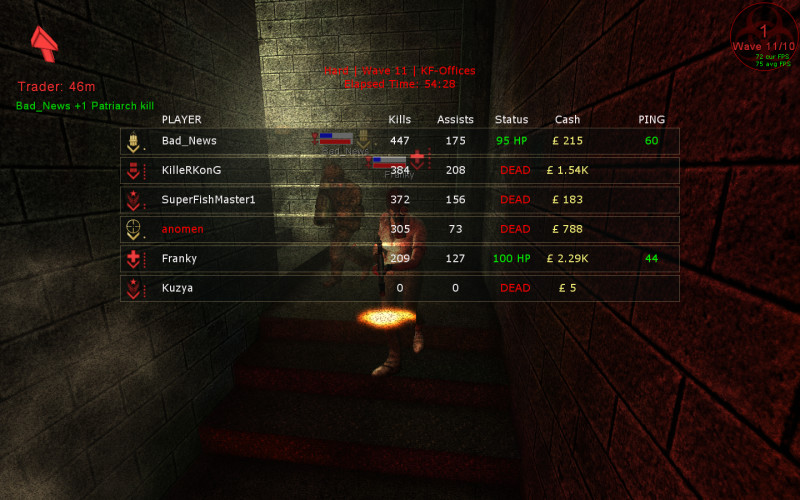 1
Wave 11/10
72 cur FPS
75 avg FPS
Wave 11 | KF-Offices
Elapsed Time: 54:28
Trader: 46m
Bad_News +1 Patriarch kill
PLAYER Kills Assists Status Cash PING
Bad_News 447 175 95 HP £ 215 60
KilleRKonG 384 208 DEAD £ 1.54K
SuperFishMaster1 372 156 DEAD £ 183
anomen 305 73 DEAD £ 788
Franky
Franky 209 127 100 HP £ 2.29K 44
Kuzya 0 0 DEAD £ 5